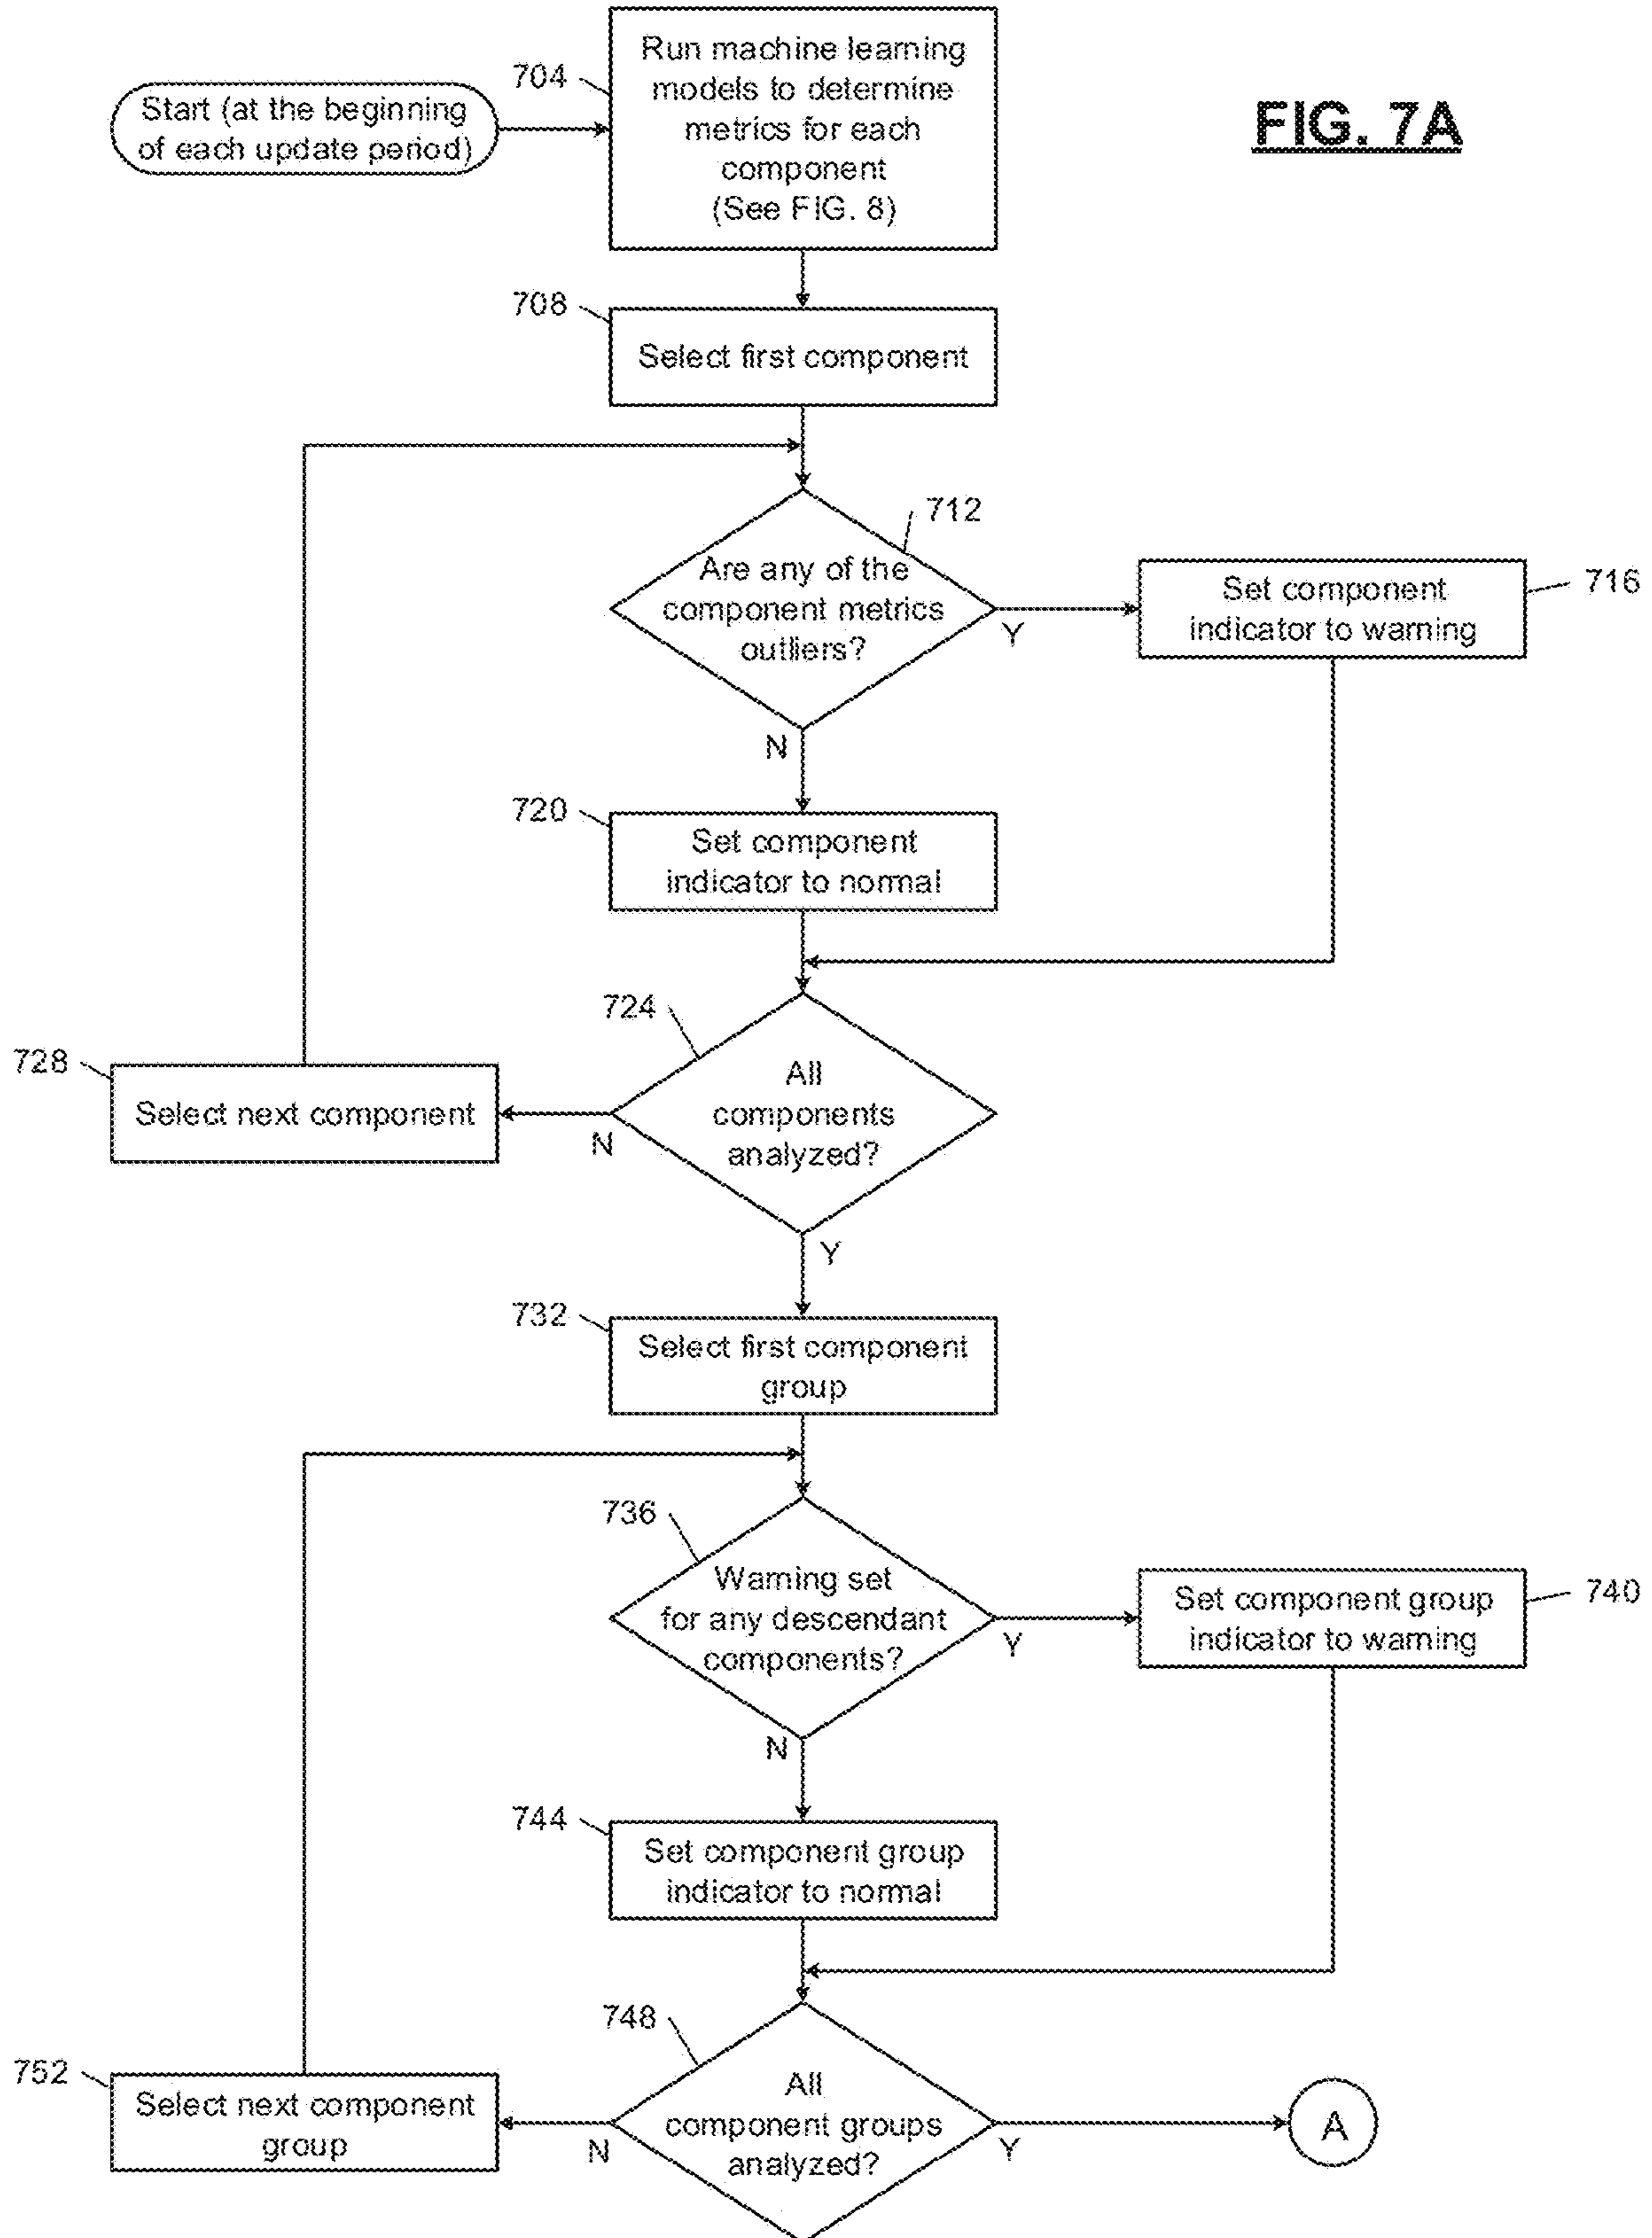 FIG. 7A
Start (at the beginning
of each update period)
704
Run machine learning
models to determine
metrics for each
component
(See FIG. 8)
708
Select first component
712
Are any of the
component metrics
outliers?
Y
N
716
Set component
indicator to warning
720
Set component
indicator to normal
724
All
components
analyzed?
N
Y
728
Select next component
732
Select first component
group
736
Warning set
for any descendant
components?
Y
N
740
Set component group
indicator to warning
744
Set component group
indicator to normal
748
All
component groups
analyzed?
N
Y
752
Select next component
group
A